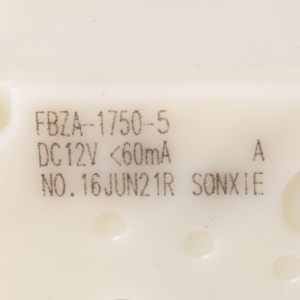 FBZA-1750-5
DC12V <60mA A
NO.16JUN21R SONXiE